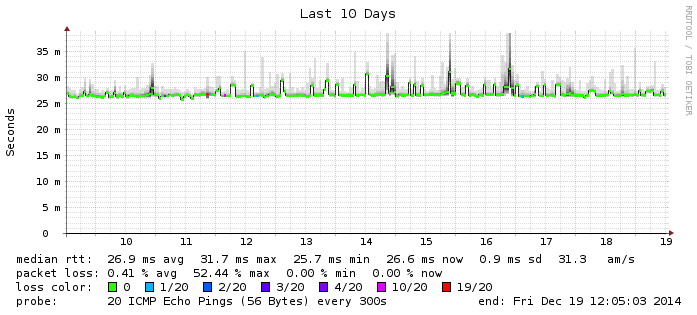 Last 10 Days
RRDTOOL / TOBI OETIKER
Seconds
35 m
30 m
25 m
20 m
15 m
10 m
5 m
0
10 11 12 13 14 15 16 17 18 19
median rtt: 26.9 ms avg 31.7 ms max 25.7 ms min 26.6 ms now 0.9 ms sd 31.3 am/s
packet loss: 0.41 % avg 52.44 % max 0.00 % min 0.00 % now
loss color: 0 1/20 2/20 3/20 4/20 10/20 19/20
probe: 20 ICMP Echo Pings (56 Bytes) every 300s end: Fri Dec 19 12:05:03 2014